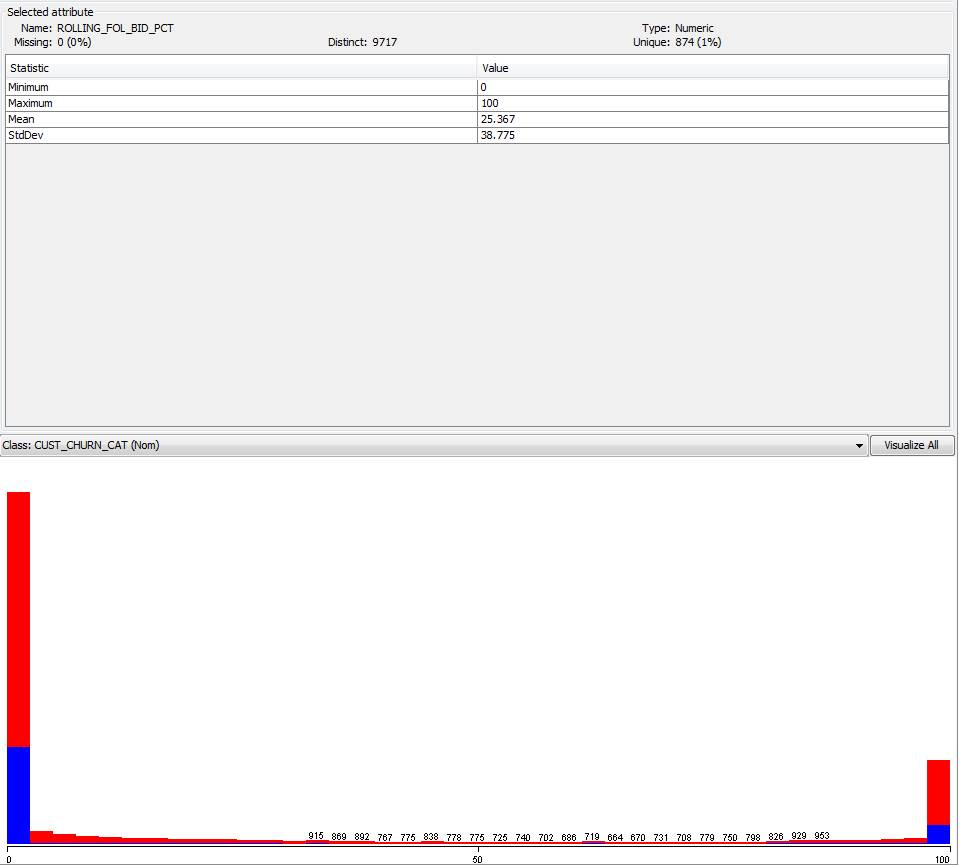 Selected attribute
Name: ROLLING_FOL_BID_PCT Type: Numeric
Missing: 0 (0%) Distinct: 9717 Unique: 874 (1%)
Statistic Value
Minimum 0
Maximum 100
Mean 25.367
StdDev 38.775
Class: CUST_CHURN_CAT (Nom) Visualize All
915 869 892 767 775 838 778 775 725 740 702 686 719 664 670 731 708 779 750 798 826 929 953
0 50 100